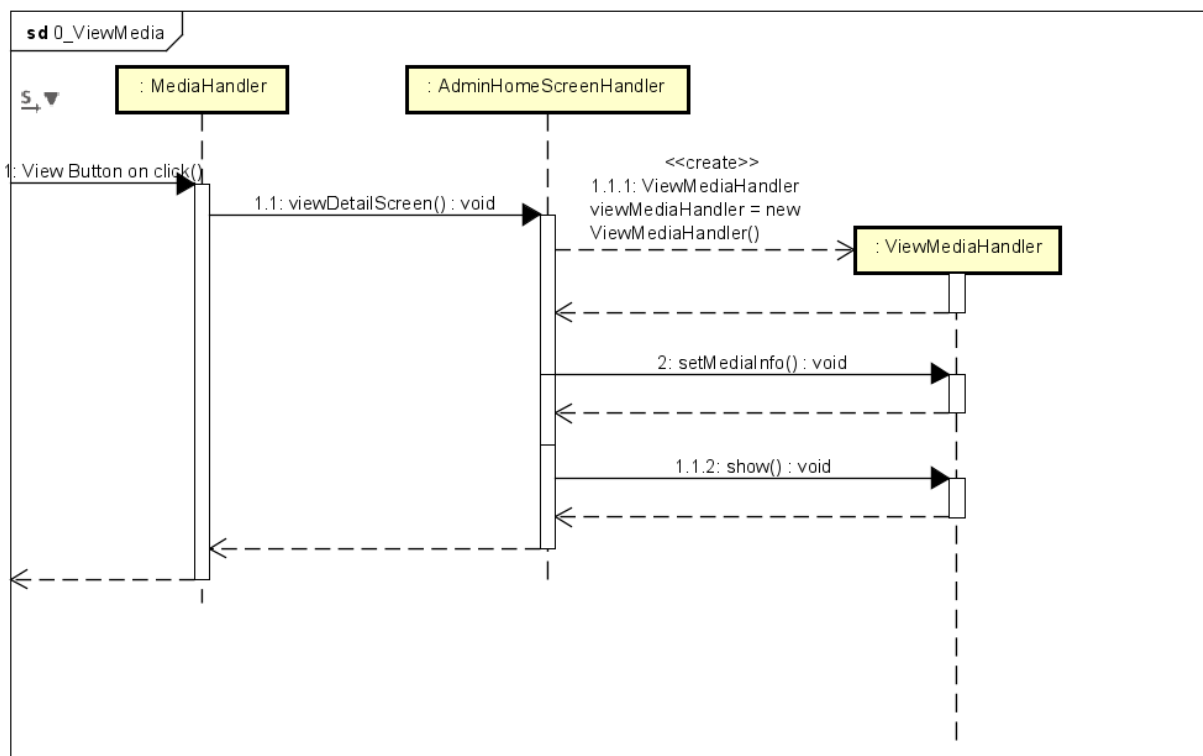 sd 0_ViewMedia
: MediaHandler
: AdminHomeScreenHandler
S
1: View Button on click()
<<create>>
1.1.1: ViewMediaHandler
viewMediaHandler = new
ViewMediaHandler()
1.1: viewDetailScreen() : void
: ViewMediaHandler
2: setMediaInfo() : void
1.1.2: show() : void